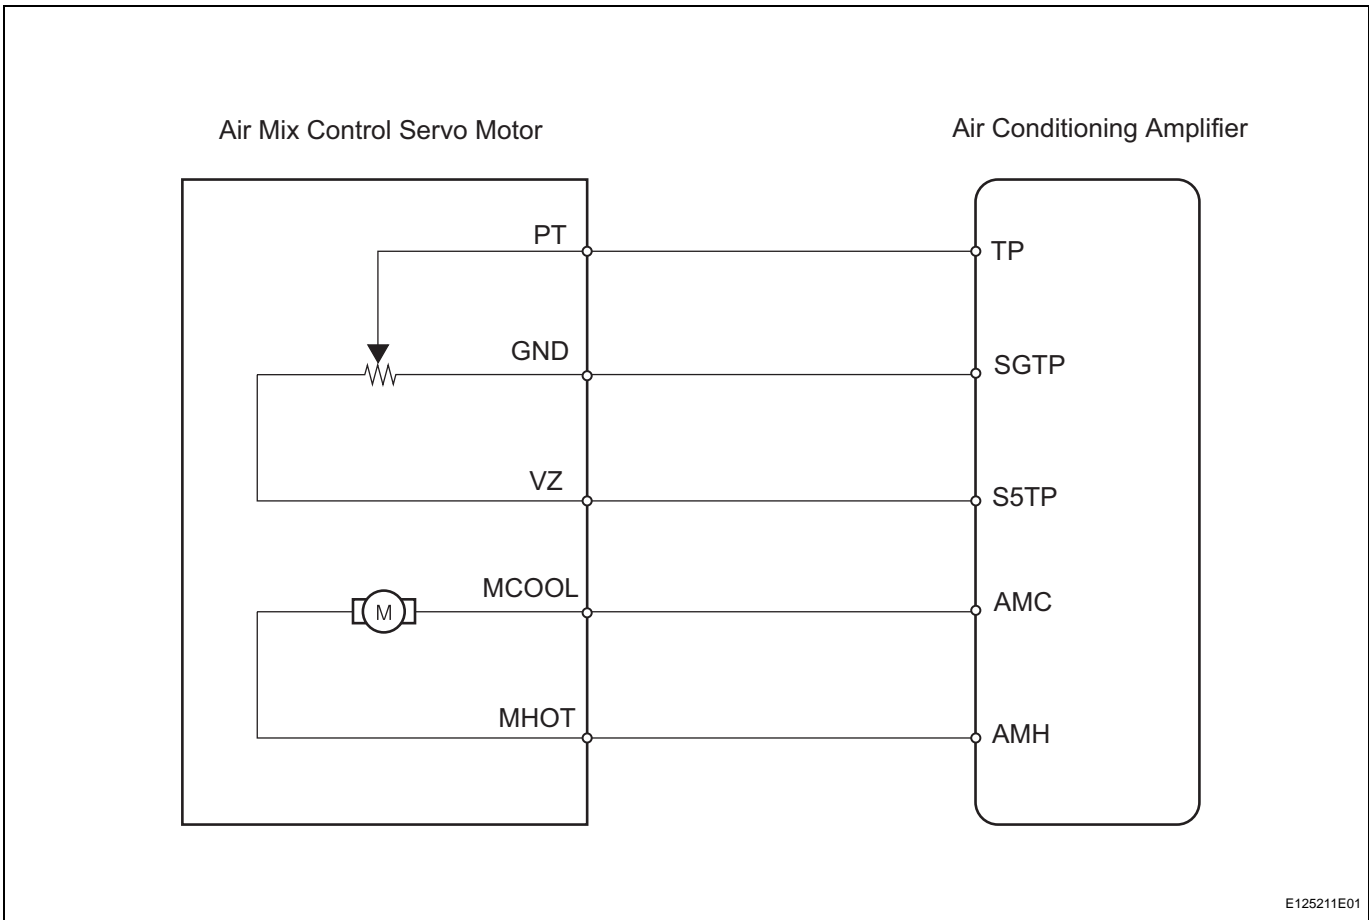 Air Mix Control Servo Motor
Air Conditioning Amplifier
PT
TP
GND
SGTP
VZ
S5TP
MCOOL
AMC
M
MHOT
AMH
E125211E01